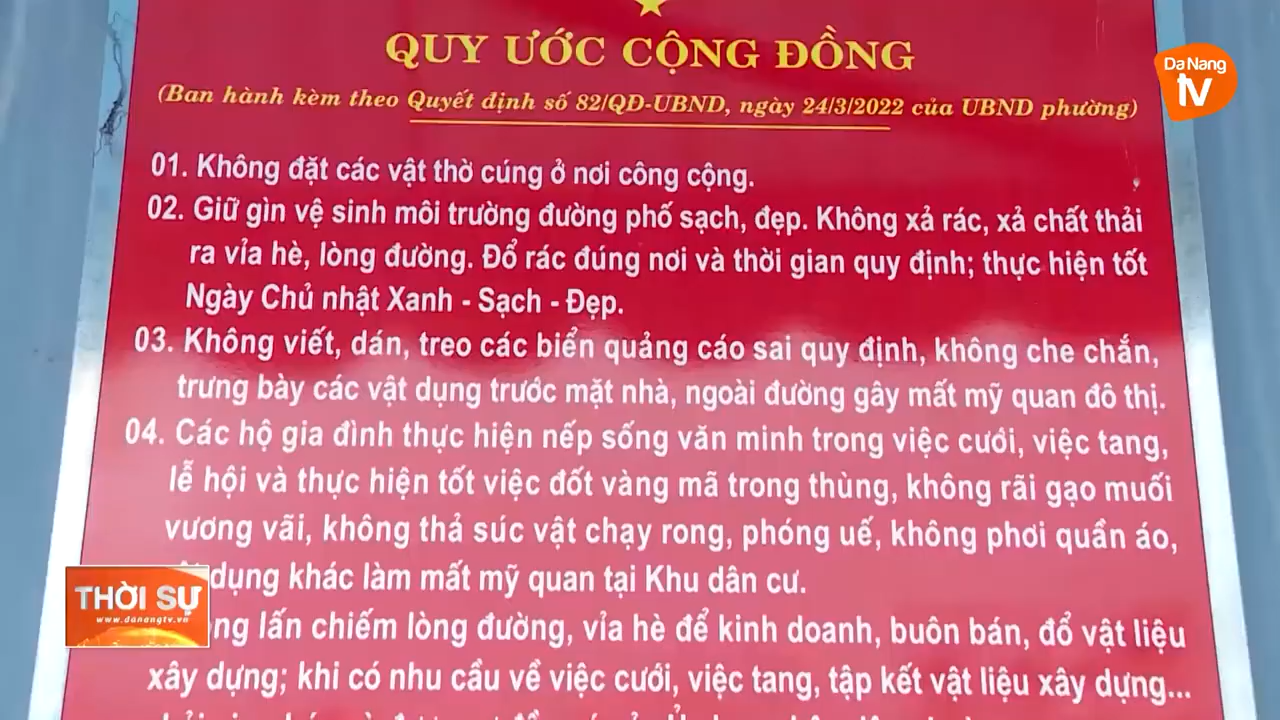 QUY ƯỚC CỘNG ĐỒNG
(Ban hành kèm theo Quyết định số 82/QĐ-UBND, ngày 24/3/2022 của UBND phường)
Da Nang
tv
01. Không đặt các vật thờ cúng ở nơi công cộng.
02. Giữ gìn vệ sinh môi trường đường phố sạch, đẹp. Không xả rác, xả chất thải
ra vỉa hè, lòng đường. Đổ rác đúng nơi và thời gian quy định; thực hiện tốt
Ngày Chủ nhật Xanh - Sạch - Đẹp.
03. Không viết, dán, treo các biển quảng cáo sai quy định, không che chắn,
trưng bày các vật dụng trước mặt nhà, ngoài đường gây mất mỹ quan đô thị.
04. Các hộ gia đình thực hiện nếp sống văn minh trong việc cưới, việc tang,
lễ hội và thực hiện tốt việc đốt vàng mã trong thùng, không rãi gạo muối
vương vãi, không thả súc vật chạy rong, phóng uế, không phơi quần áo,
dụng khác làm mất mỹ quan tại Khu dân cư.
lấn chiếm lòng đường, vỉa hè để kinh doanh, buôn bán, đổ vật liệu
xây dựng; khi có nhu cầu về việc cưới, việc tang, tập kết vật liệu xây dựng...
THỜI SỰ
www.danangtv.vn